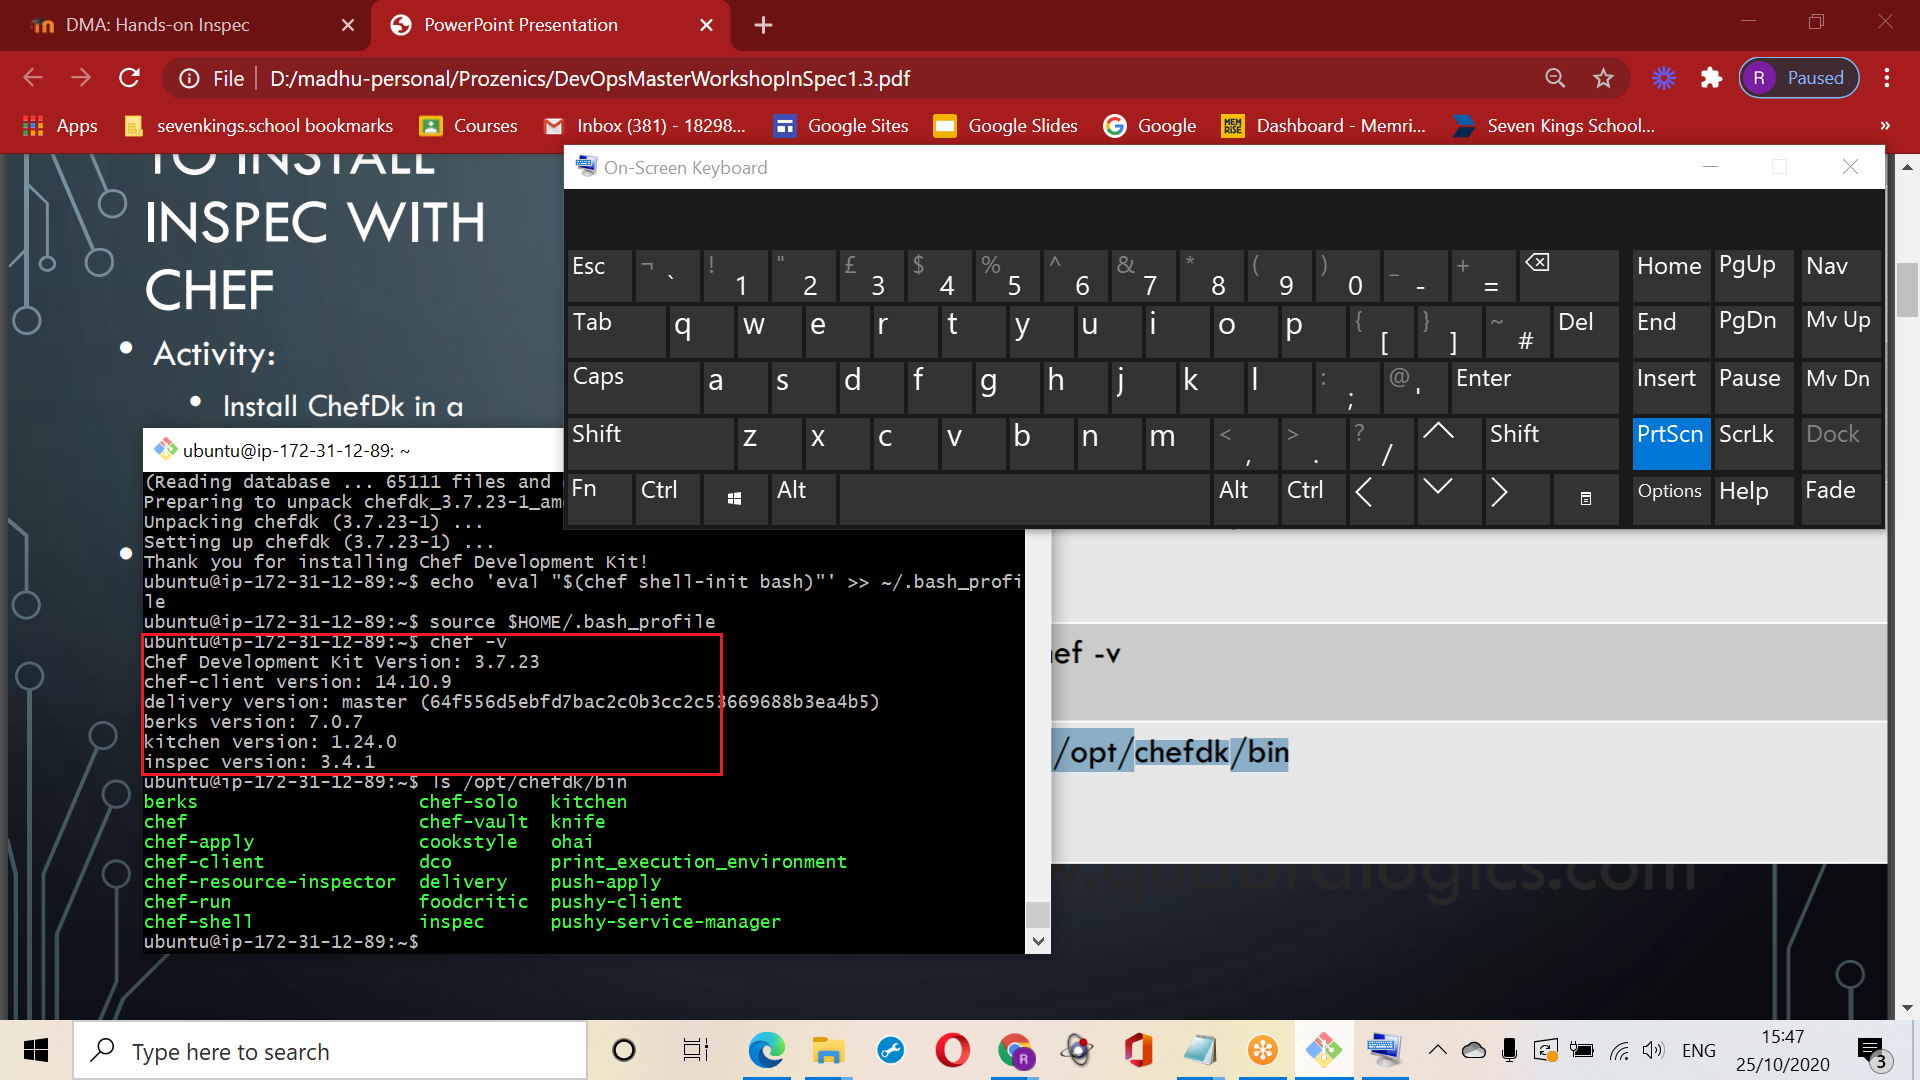 DMA: Hands-on Inspec
PowerPoint Presentation
File
D:/madhu-personal/Prozenics/DevOpsMasterWorkshopInSpec1.3.pdf
R Paused
Apps
sevenkings.school bookmarks
Courses
Inbox (381) - 18298...
Google Sites
Google Slides
Google
MEM RISE
Dashboard - Memri...
Seven Kings School...
»
TO INSTALL
INSPEC WITH
CHEF
• Activity:
• Install ChefDk in a
On-Screen Keyboard
Esc ¬ ` ! 1 " 2 £ 3 $ 4 % 5 ^ 6 & 7 * 8 ( 9 ) 0 _ - + = Home PgUp Nav
Tab q w e r t y u i o p { [ } ] ~ # Del End PgDn Mv Up
Caps a s d f g h j k l : ; @ ' Enter Insert Pause Mv Dn
Shift z x c v b n m < , > . ? / Shift PrtScn ScrLk Dock
Fn Ctrl Alt Alt Ctrl Options Help Fade
ubuntu@ip-172-31-12-89: ~
(Reading database ... 65111 files and
Preparing to unpack chefdk_3.7.23-1_am
Unpacking chefdk (3.7.23-1) ...
Setting up chefdk (3.7.23-1) ...
Thank you for installing Chef Development Kit!
ubuntu@ip-172-31-12-89:~$ echo 'eval "$(chef shell-init bash)"' >> ~/.bash_profi
le
ubuntu@ip-172-31-12-89:~$ source $HOME/.bash_profile
ubuntu@ip-172-31-12-89:~$ chef -v
Chef Development Kit Version: 3.7.23
chef-client version: 14.10.9
delivery version: master (64f556d5ebfd7bac2c0b3cc2c53669688b3ea4b5)
berks version: 7.0.7
kitchen version: 1.24.0
inspec version: 3.4.1
ubuntu@ip-172-31-12-89:~$ ls /opt/chefdk/bin
berks chef-solo kitchen
chef chef-vault knife
chef-apply cookstyle ohai
chef-client dco print_execution_environment
chef-resource-inspector delivery push-apply
chef-run foodcritic pushy-client
chef-shell inspec pushy-service-manager
ubuntu@ip-172-31-12-89:~$
ef -v
/opt/chefdk/bin
Type here to search
R
ENG
15:47
25/10/2020
3